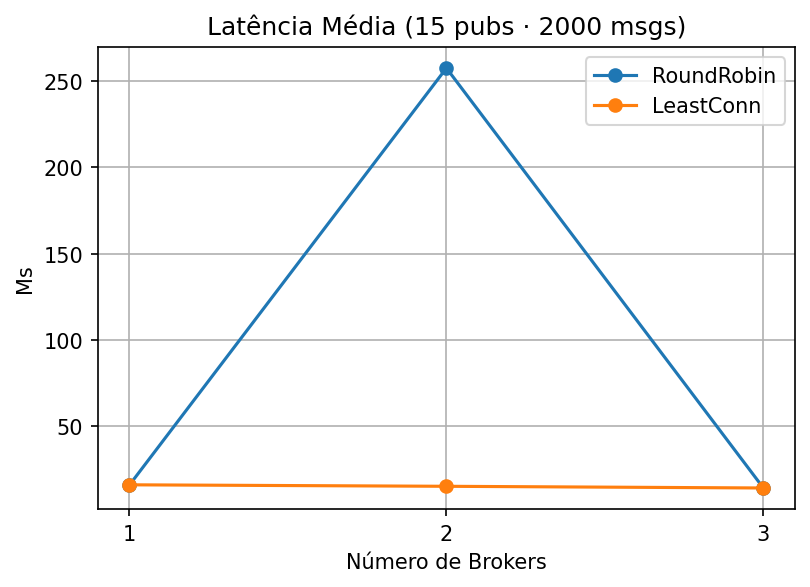 Latência Média (15 pubs · 2000 msgs)
RoundRobin
LeastConn
Ms
250
200
150
100
50
1
2
3
Número de Brokers